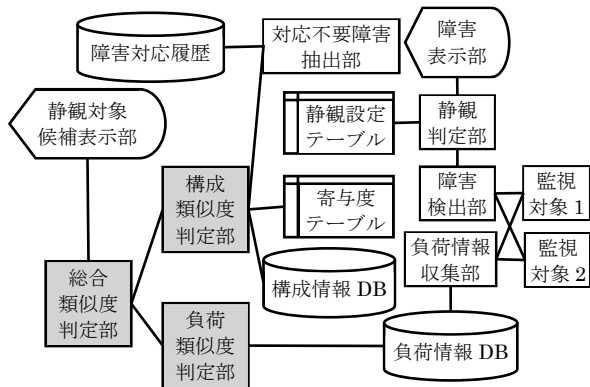 障害対応履歴
対応不要障害
抽出部
障害
表示部
静観対象
候補表示部
静観設定
テーブル
静観
判定部
構成
類似度
判定部
寄与度
テーブル
障害
検出部
監視
対象 1
負荷情報
収集部
監視
対象 2
総合
類似度
判定部
構成情報 DB
負荷
類似度
判定部
負荷情報 DB